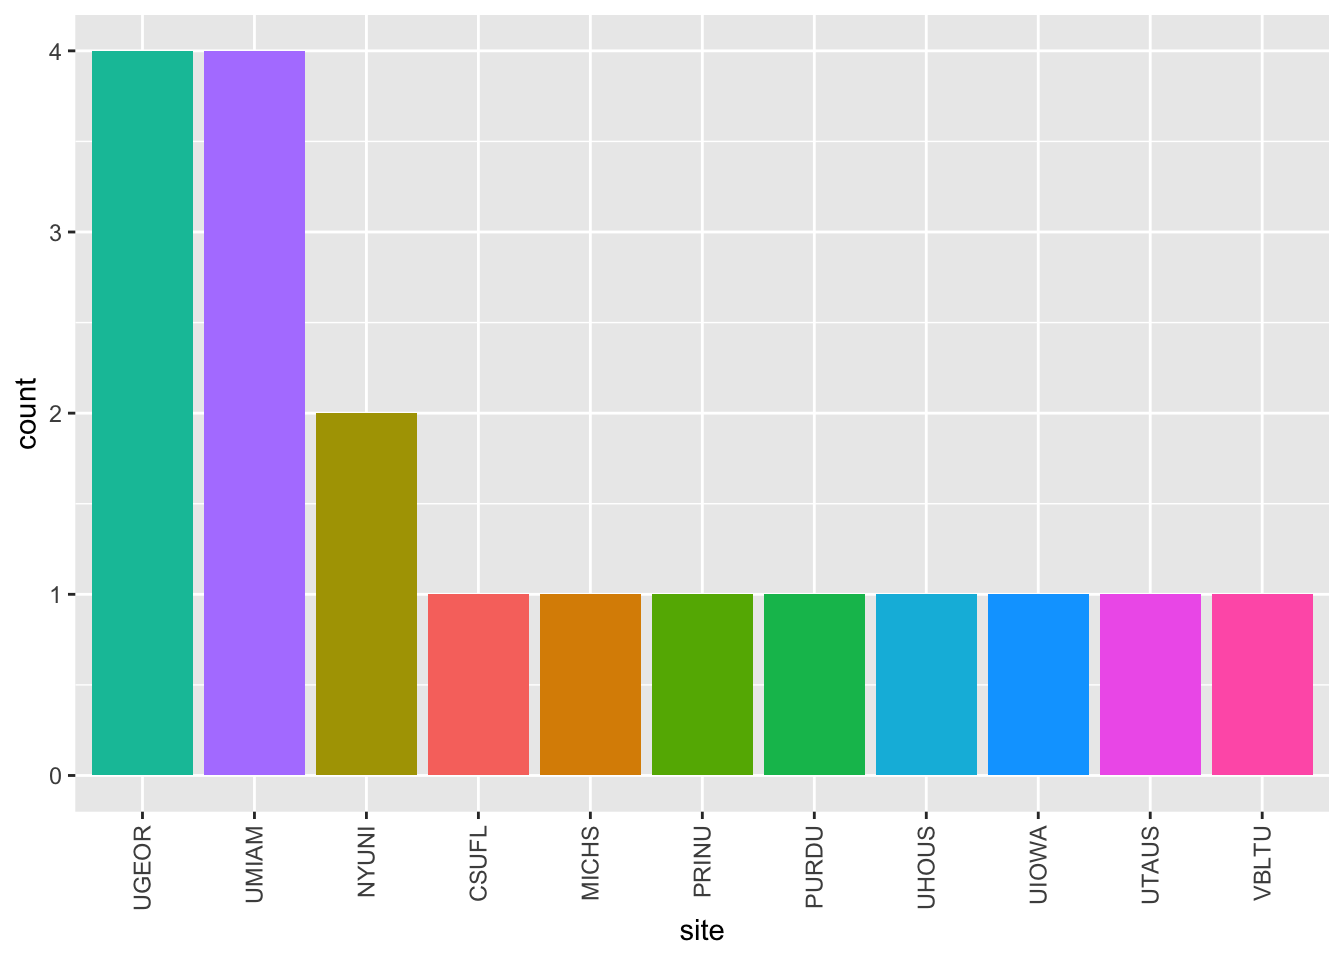 4
3
2
1
0
count
UGEOR
UMIAM
NYUNI
CSUFL
MICHS
PRINU
PURDU
UHOUS
UIOWA
UTAUS
VBLTU
site